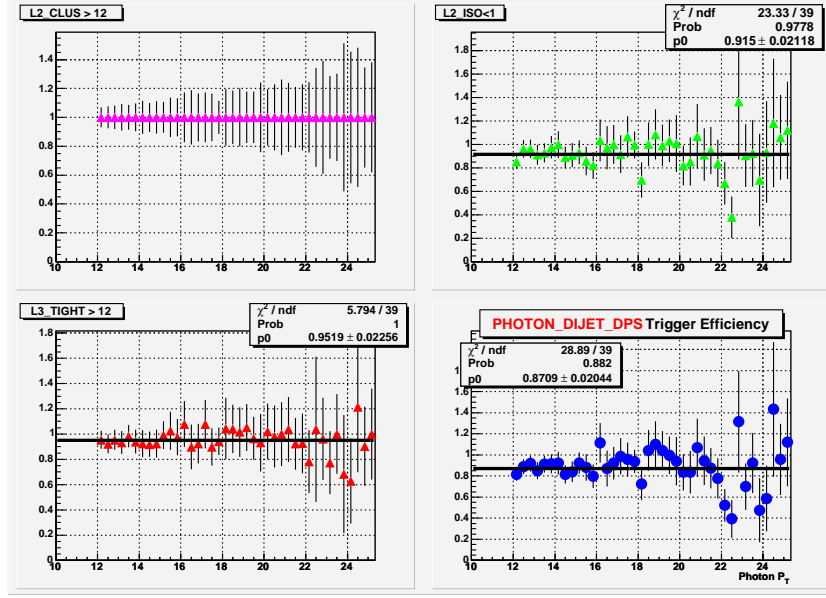 L2_CLUS > 12
1.4
1.2
1
0.8
0.6
0.4
0.2
0
10 12 14 16 18 20 22 24
L2_ISO<1
χ² / ndf 23.33 / 39
Prob 0.9778
p0 0.915 ± 0.02118
1.8
1.6
1.4
1.2
1
0.8
0.6
0.4
0.2
0
10 12 14 16 18 20 22 24
L3_TIGHT > 12
χ² / ndf 5.794 / 39
Prob 1
p0 0.9519 ± 0.02256
1.8
1.6
1.4
1.2
1
0.8
0.6
0.4
0.2
0
10 12 14 16 18 20 22 24
PHOTON_DIJET_DPS Trigger Efficiency
χ² / ndf 28.89 / 39
Prob 0.882
p0 0.8709 ± 0.02044
1.4
1.2
1
0.8
0.6
0.4
0.2
0
10 12 14 16 18 20 22 24
Photon P_T